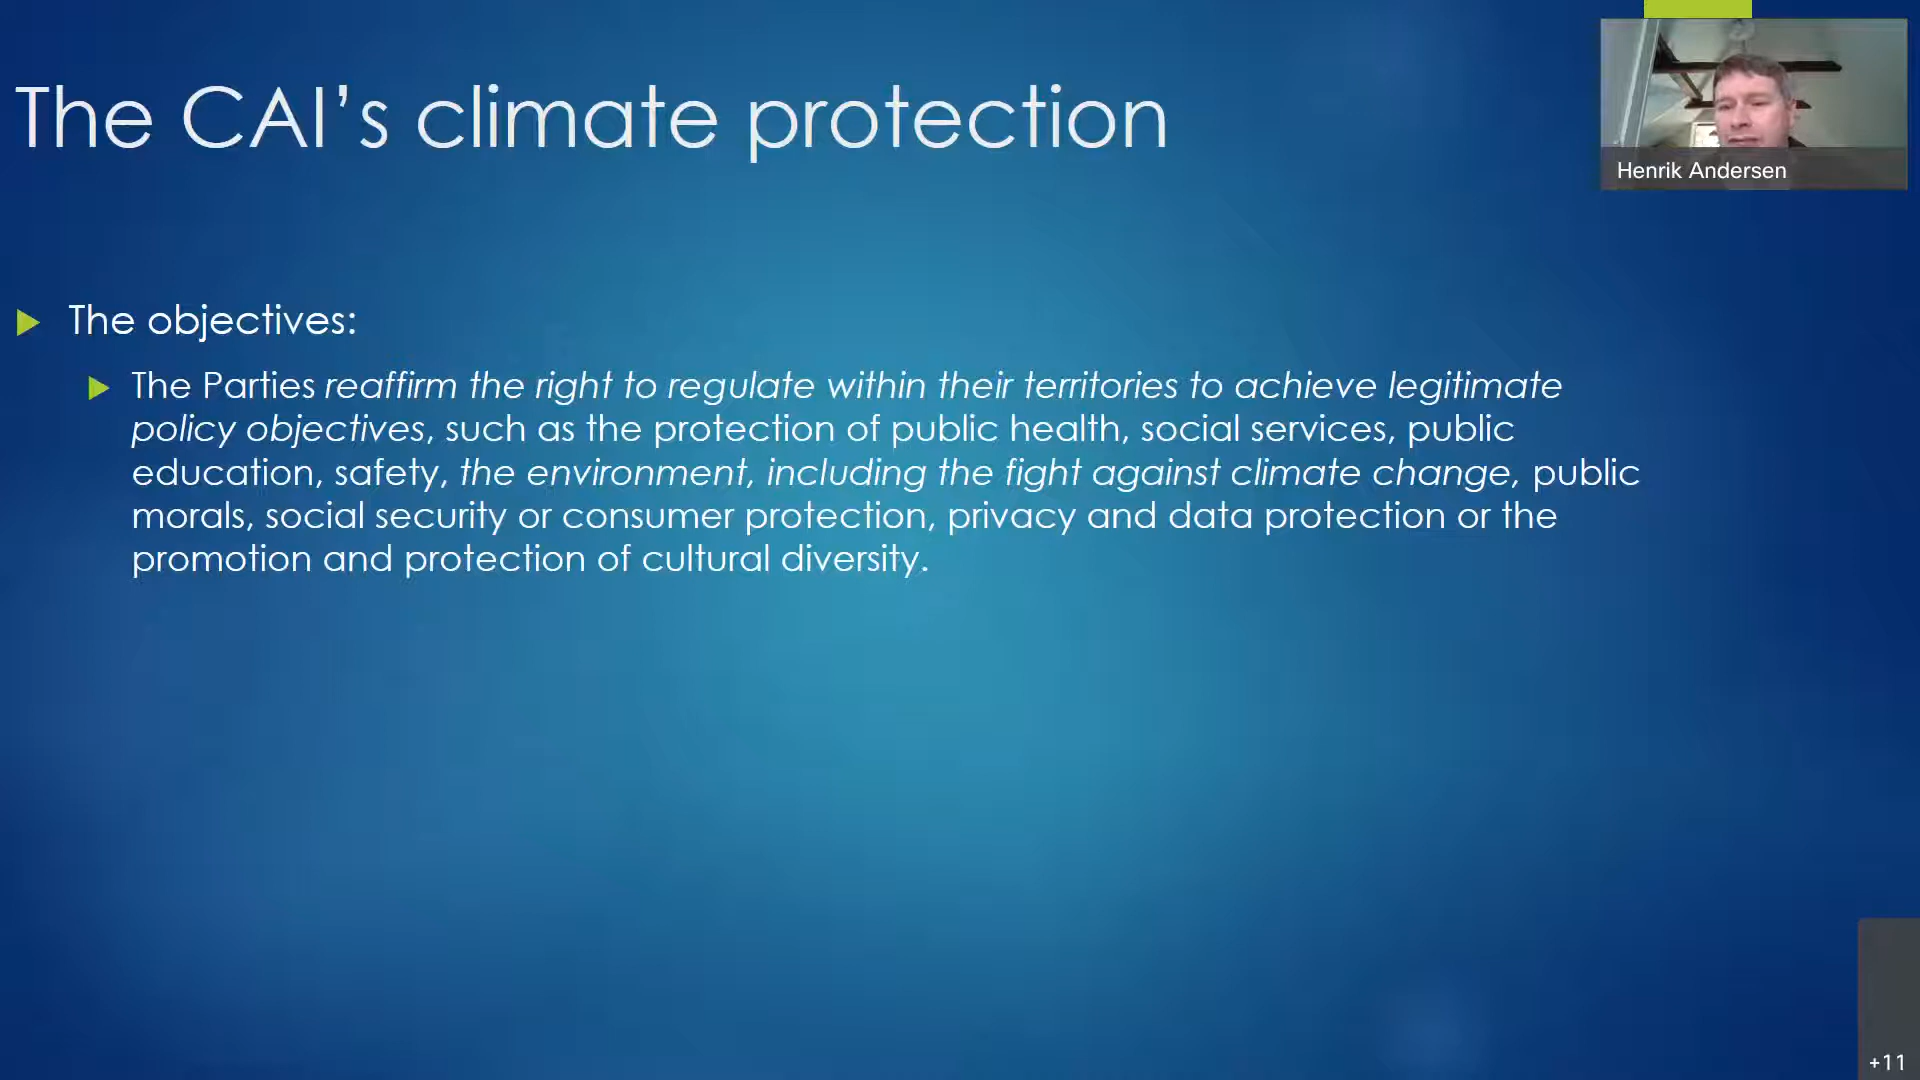 The CAI’s climate protection
Henrik Andersen
The objectives:
The Parties reaffirm the right to regulate within their territories to achieve legitimate
policy objectives, such as the protection of public health, social services, public
education, safety, the environment, including the fight against climate change, public
morals, social security or consumer protection, privacy and data protection or the
promotion and protection of cultural diversity.
+11